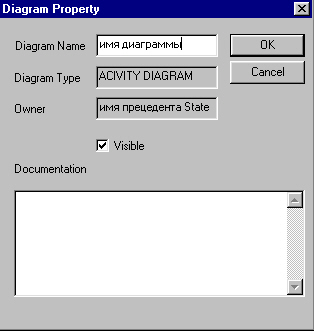 Diagram Property
Diagram Name имя диаграммы OK
Diagram Type ACIVITY DIAGRAM Cancel
Owner имя прецедента State
Visible
Documentation